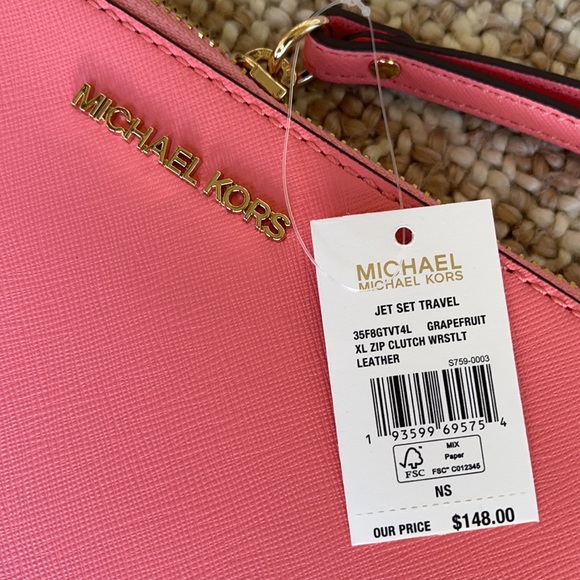 MICHAEL KORS
MICHAEL
MICHAEL KORS
JET SET TRAVEL
35F8GTVT4L GRAPEFRUIT
XL ZIP CLUTCH WRSTLT
LEATHER
S759-0003
1 93599 69575 4
FSC
MIX
Paper
FSC™ C012345
NS
OUR PRICE $148.00